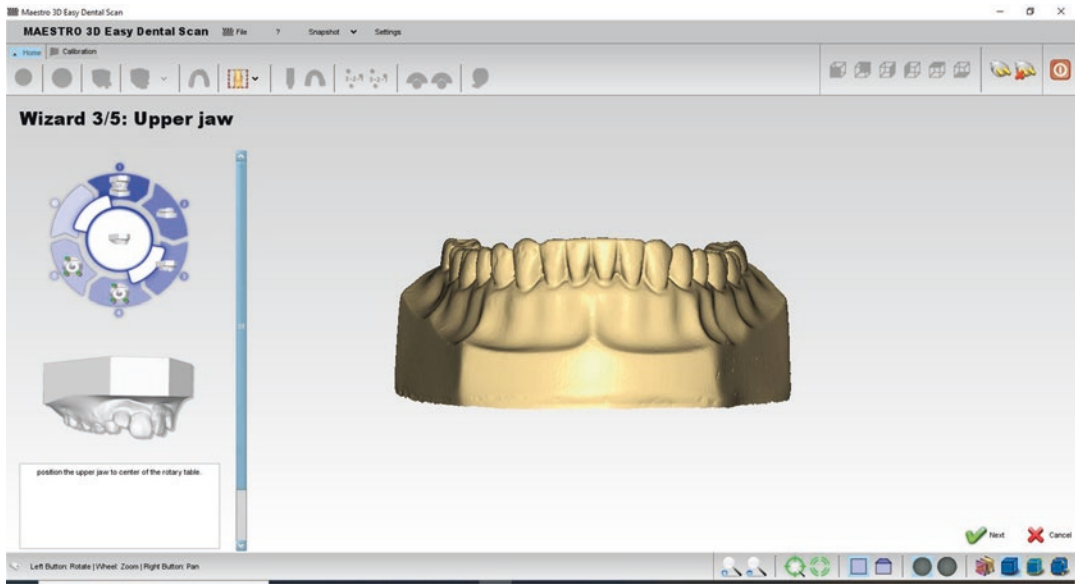 Maestro 3D Easy Dental Scan
MAESTRO 3D Easy Dental Scan File ? Snapshot Settings
Home Calibration
Wizard 3/5: Upper jaw
position the upper jaw to center of the rotary table.
Next Cancel
Left Button: Rotate | Wheel: Zoom | Right Button: Pan